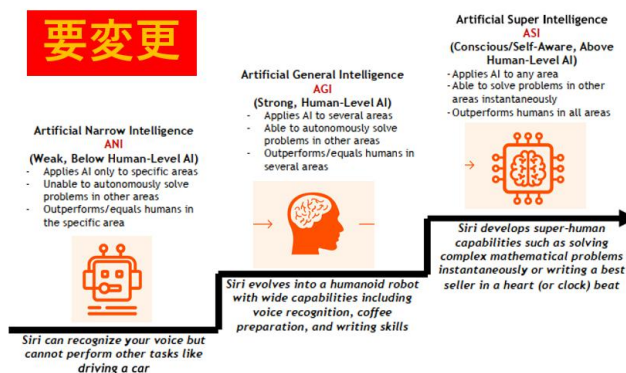 要変更
Artificial Narrow Intelligence
ANI
(Weak, Below Human-Level AI)
- Applies AI only to specific areas
- Unable to autonomously solve
problems in other areas
- Outperforms/equals humans in
the specific area
Siri can recognize your voice but
cannot perform other tasks like
driving a car
Artificial General Intelligence
AGI
(Strong, Human-Level AI)
- Applies AI to several areas
- Able to autonomously solve
problems in other areas
- Outperforms/equals humans in
several areas
Siri evolves into a humanoid robot
with wide capabilities including
voice recognition, coffee
preparation, and writing skills
Artificial Super Intelligence
ASI
(Conscious/Self-Aware, Above
Human-Level AI)
- Applies AI to any area
- Able to solve problems in other
areas instantaneously
- Outperforms humans in all areas
Siri develops super-human
capabilities such as solving
complex mathematical problems
instantaneously or writing a best
seller in a heart (or clock) beat